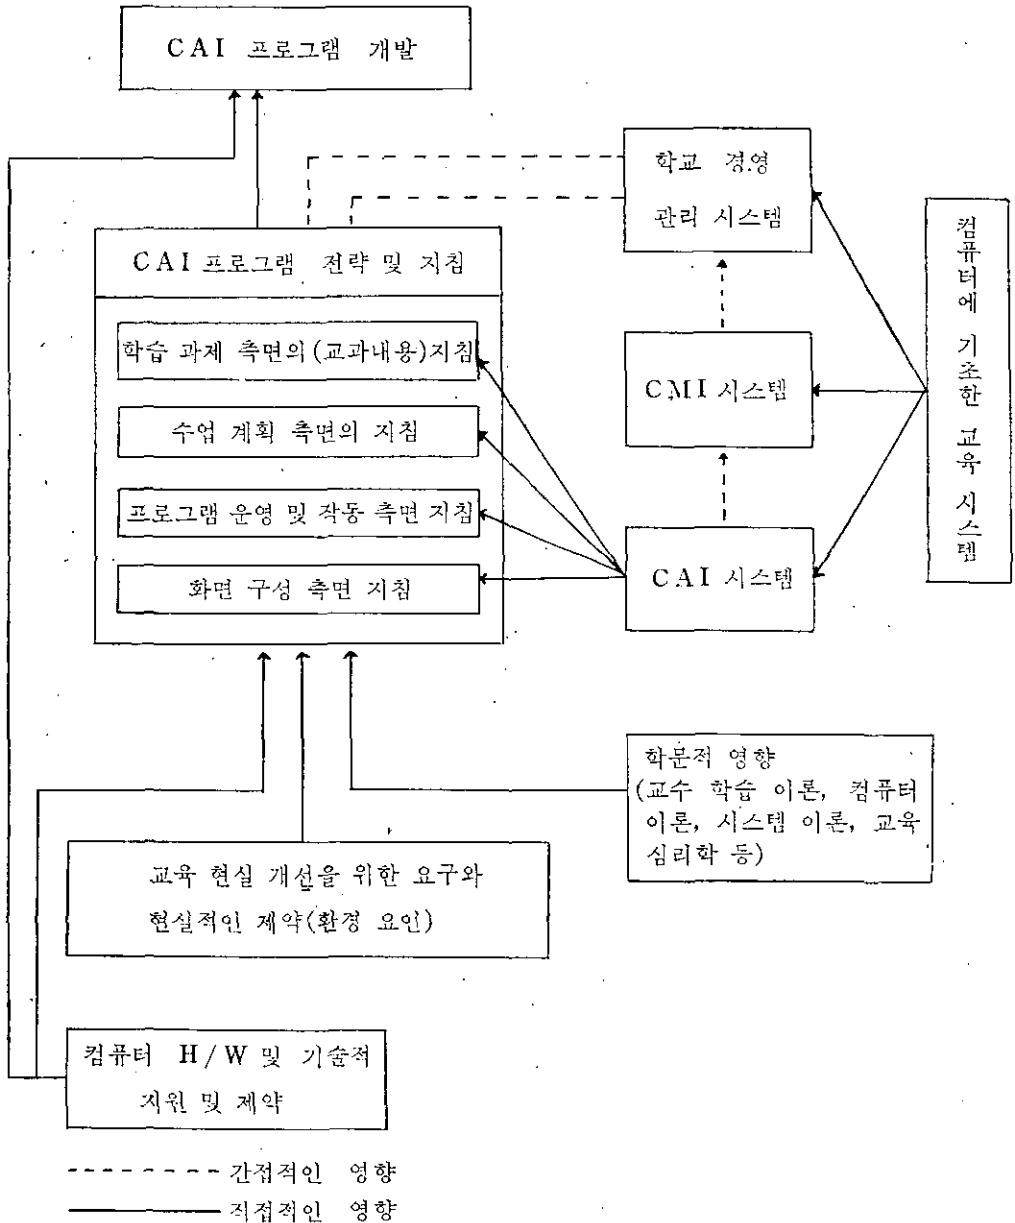 CAI 프로그램 개발
학교 경영
관리 시스템
컴퓨터에 기초한 교육 시스템
CAI 프로그램 전략 및 지침
학습 과제 측면의 (교과내용)지침
CMI 시스템
수업 계획 측면의 지침
프로그램 운영 및 작동 측면 지침
CAI 시스템
화면 구성 측면 지침
학문적 영향
(교수 학습 이론, 컴퓨터
이론, 시스템 이론, 교육
심리학 등)
교육 현실 개선을 위한 요구와
현실적인 제약(환경 요인)
컴퓨터 H/W 및 기술적
지원 및 제약
간접적인 영향
직접적인 영향